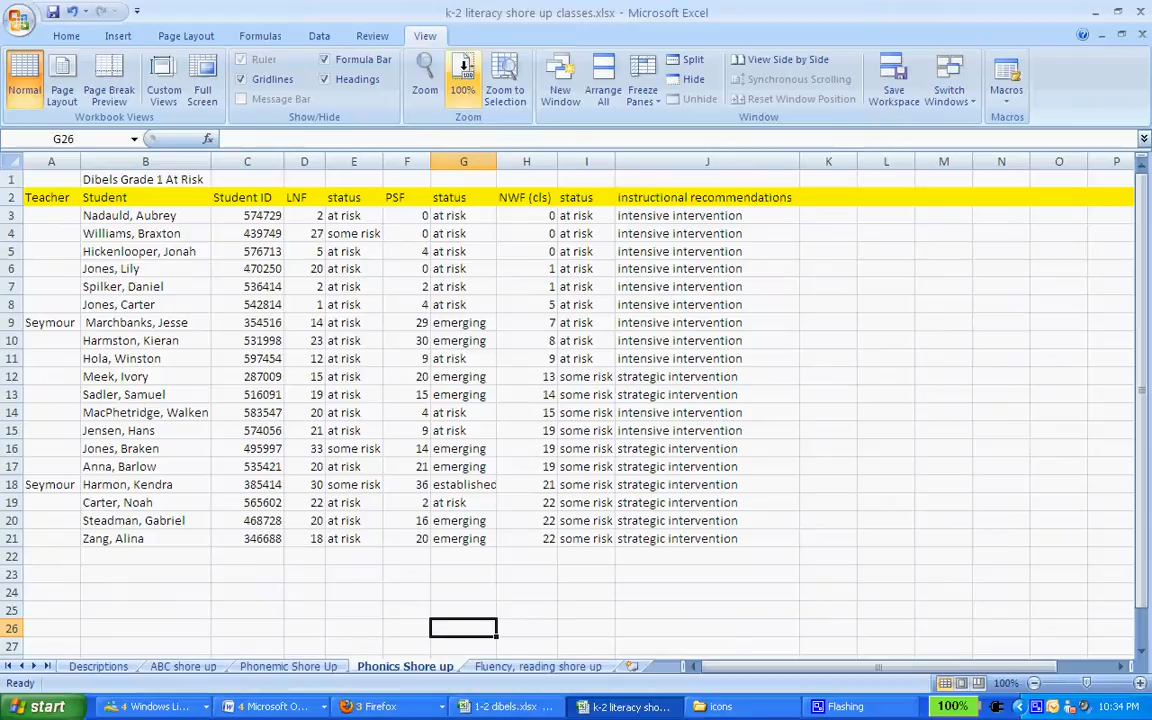 k-2 literacy shore up classes.xlsx - Microsoft Excel
Home Insert Page Layout Formulas Data Review View
Normal Page Layout Page Break Preview Custom Views Full Screen
Workbook Views
Ruler Formula Bar
Gridlines Headings
Message Bar
Show/Hide
Zoom 100% Zoom to Selection
Zoom
New Window Arrange All Freeze Panes
Split View Side by Side
Hide Synchronous Scrolling
Unhide Reset Window Position
Save Workspace Switch Windows
Window
Macros
Macros
G26 fx
A B C D E F G H I J K L M N O P
1 Dibels Grade 1 At Risk
2 Teacher Student Student ID LNF status PSF status NWF (cls) status instructional recommendations
3 Nadauld, Aubrey 574729 2 at risk 0 at risk 0 at risk intensive intervention
4 Williams, Braxton 439749 27 some risk 0 at risk 0 at risk intensive intervention
5 Hickenlooper, Jonah 576713 5 at risk 4 at risk 0 at risk intensive intervention
6 Jones, Lily 470250 20 at risk 0 at risk 1 at risk intensive intervention
7 Spilker, Daniel 536414 2 at risk 2 at risk 1 at risk intensive intervention
8 Jones, Carter 542814 1 at risk 4 at risk 5 at risk intensive intervention
9 Seymour Marchbanks, Jesse 354516 14 at risk 29 emerging 7 at risk intensive intervention
10 Harmston, Kieran 531998 23 at risk 30 emerging 8 at risk intensive intervention
11 Hola, Winston 597454 12 at risk 9 at risk 9 at risk intensive intervention
12 Meek, Ivory 287009 15 at risk 20 emerging 13 some risk strategic intervention
13 Sadler, Samuel 516091 19 at risk 15 emerging 14 some risk strategic intervention
14 MacPhetridge, Walken 583547 20 at risk 4 at risk 15 some risk intensive intervention
15 Jensen, Hans 574056 21 at risk 9 at risk 19 some risk intensive intervention
16 Jones, Braken 495997 33 some risk 14 emerging 19 some risk strategic intervention
17 Anna, Barlow 535421 20 at risk 21 emerging 19 some risk strategic intervention
18 Seymour Harmon, Kendra 385414 30 some risk 36 established 21 some risk strategic intervention
19 Carter, Noah 565602 22 at risk 2 at risk 22 some risk strategic intervention
20 Steadman, Gabriel 468728 20 at risk 16 emerging 22 some risk strategic intervention
21 Zang, Alina 346688 18 at risk 20 emerging 22 some risk strategic intervention
22
23
24
25
26
27
Descriptions ABC shore up Phonemic Shore Up Phonics Shore up Fluency, reading shore up
Ready 100%
start 4 Windows Li... 4 Microsoft O... 3 Firefox 1-2 dibels.xlsx ... k-2 literacy sho... icons Flashing 100% 10:34 PM